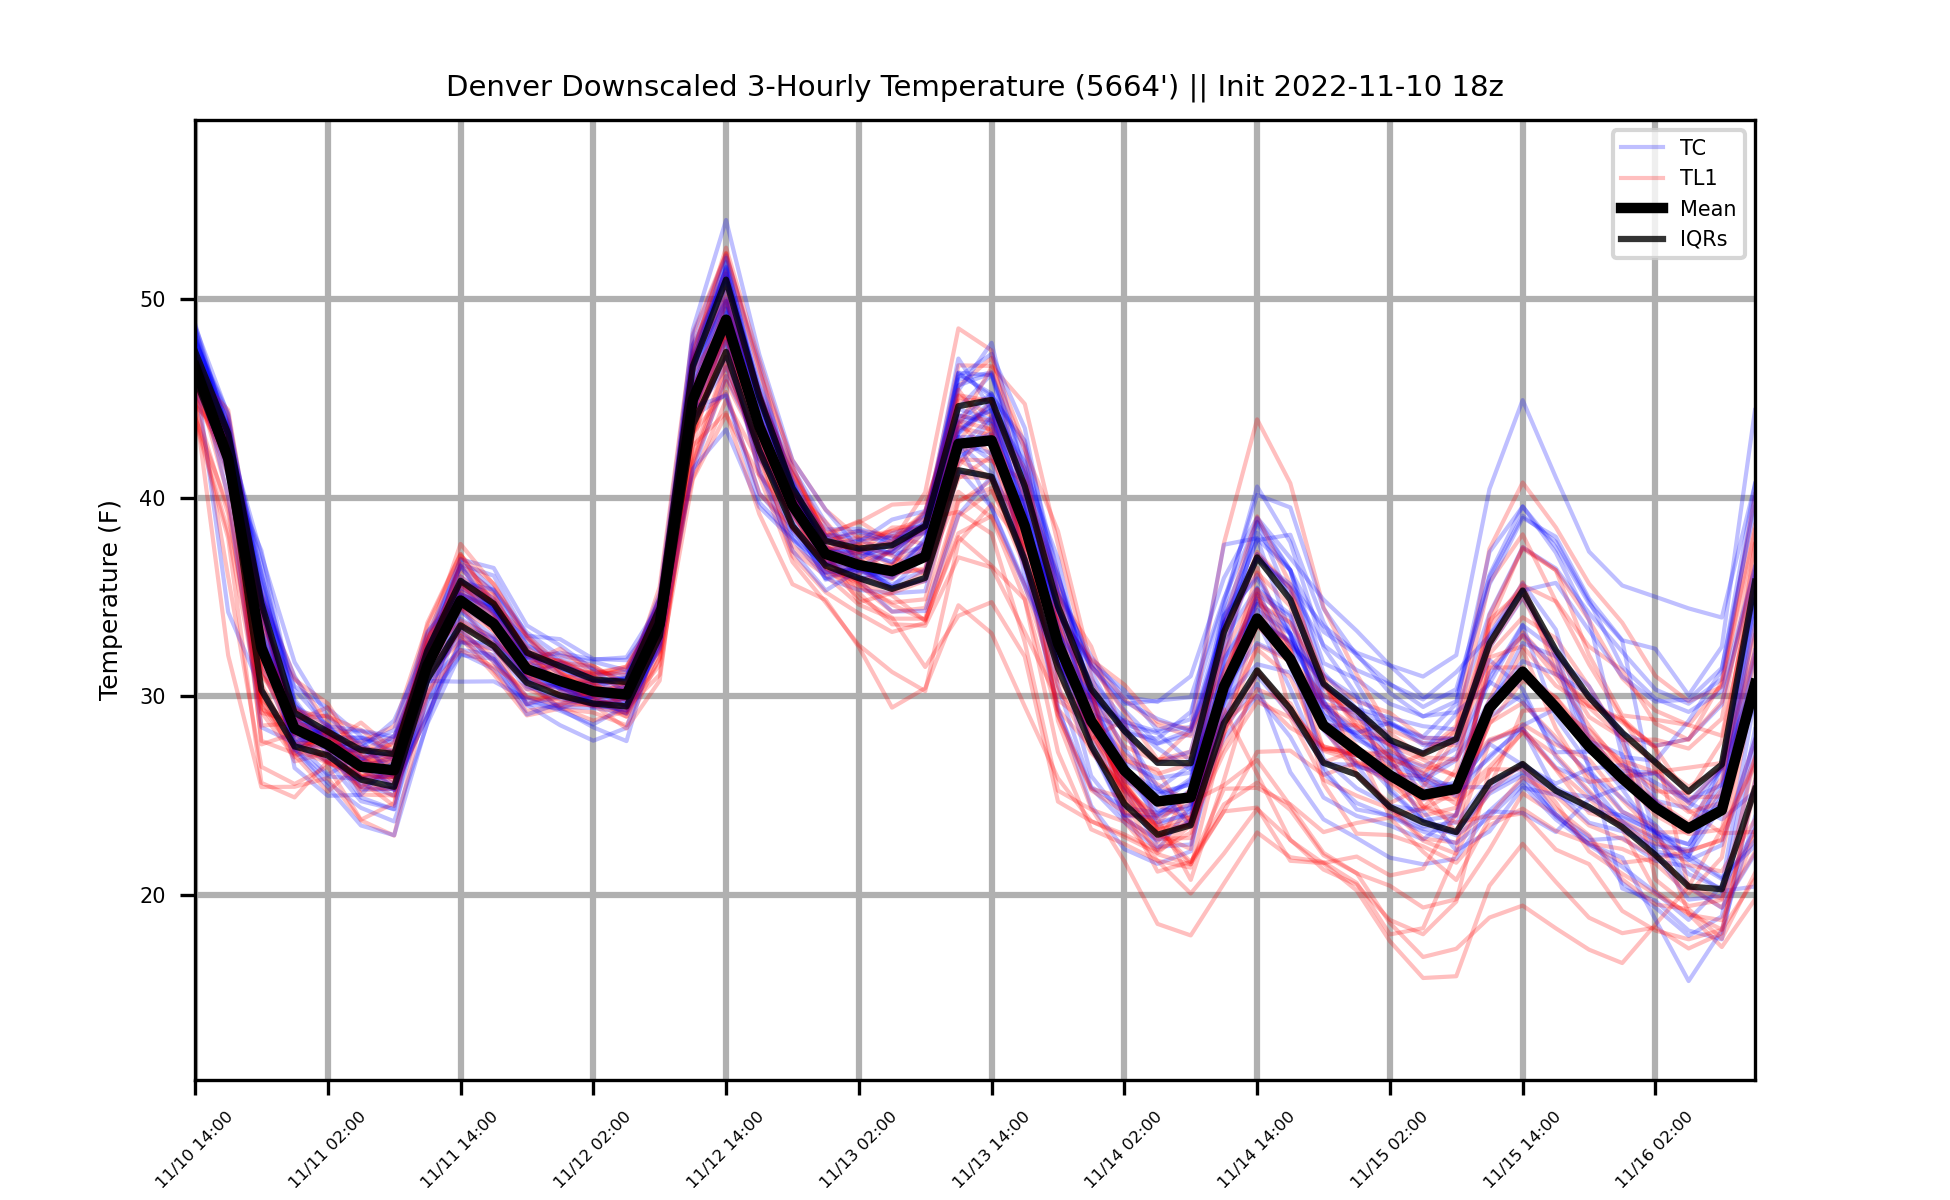 Denver Downscaled 3-Hourly Temperature (5664') || Init 2022-11-10 18z
TC
TL1
Mean
IQRs
Temperature (F)
50
40
30
20
11/10 14:00
11/11 02:00
11/11 14:00
11/12 02:00
11/12 14:00
11/13 02:00
11/13 14:00
11/14 02:00
11/14 14:00
11/15 02:00
11/15 14:00
11/16 02:00